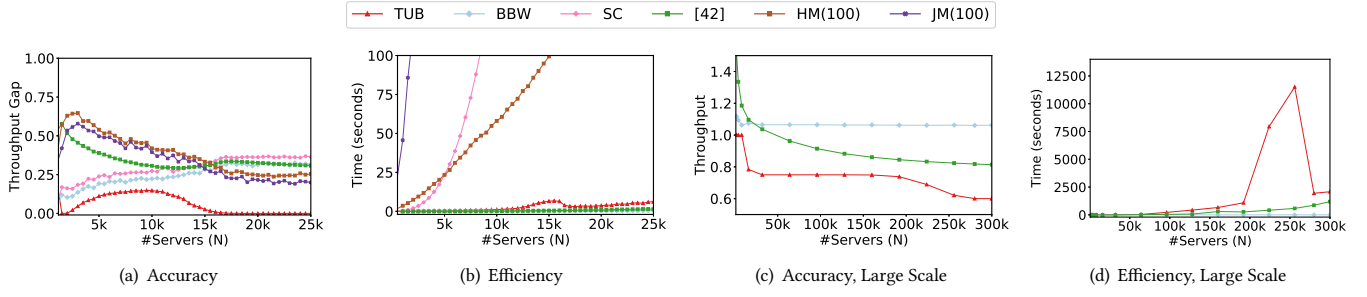 TUB BBW SC [42] HM(100) JM(100)
1.00
0.75
0.50
0.25
0.00
Throughput Gap
5k 10k 15k 20k 25k
#Servers (N)
(a) Accuracy
100
75
50
25
0
Time (seconds)
5k 10k 15k 20k 25k
#Servers (N)
(b) Efficiency
1.4
1.2
1.0
0.8
0.6
Throughput
50k 100k 150k 200k 250k 300k
#Servers (N)
(c) Accuracy, Large Scale
12500
10000
7500
5000
2500
0
Time (seconds)
50k 100k 150k 200k 250k 300k
#Servers (N)
(d) Efficiency, Large Scale